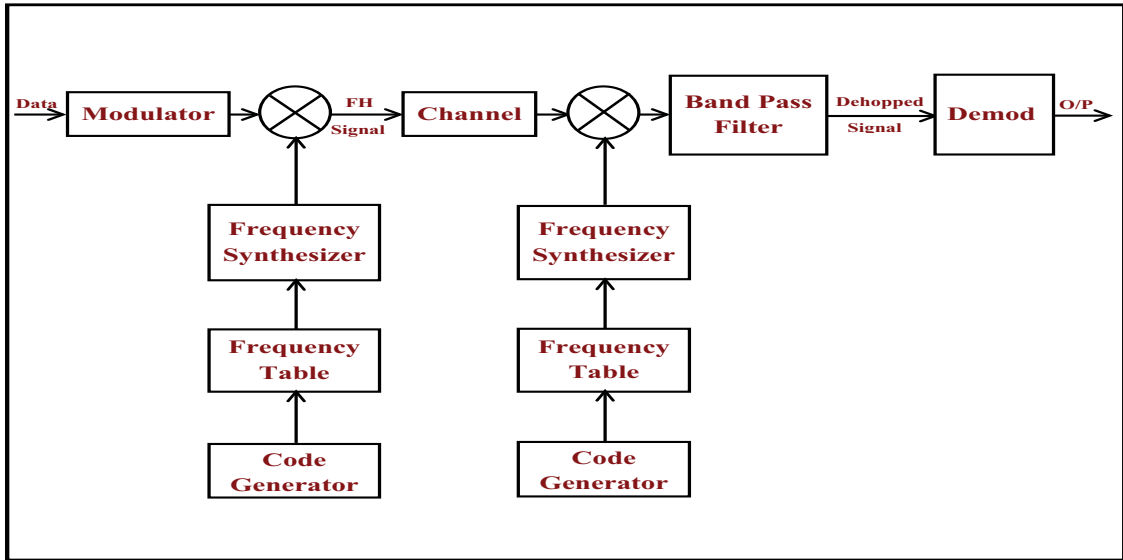 Data
Modulator
FH
Signal
Channel
Band Pass
Filter
Dehopped
Signal
Demod
O/P
Frequency
Synthesizer
Frequency
Synthesizer
Frequency
Table
Frequency
Table
Code
Generator
Code
Generator